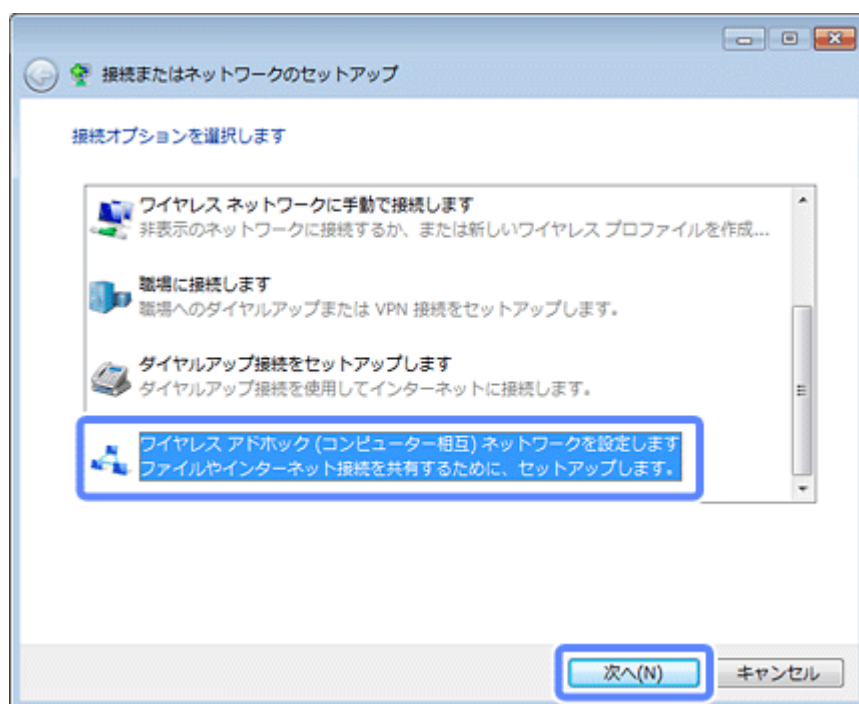 接続またはネットワークのセットアップ
接続オプションを選択します
ワイヤレス ネットワークに手動で接続します
非表示のネットワークに接続するか、または新しいワイヤレス プロファイルを作成...
職場に接続します
職場へのダイヤルアップまたは VPN 接続をセットアップします。
ダイヤルアップ接続をセットアップします
ダイヤルアップ接続を使用してインターネットに接続します。
ワイヤレス アドホック (コンピューター相互) ネットワークを設定します
ファイルやインターネット接続を共有するために、セットアップします。
次へ(N)
キャンセル